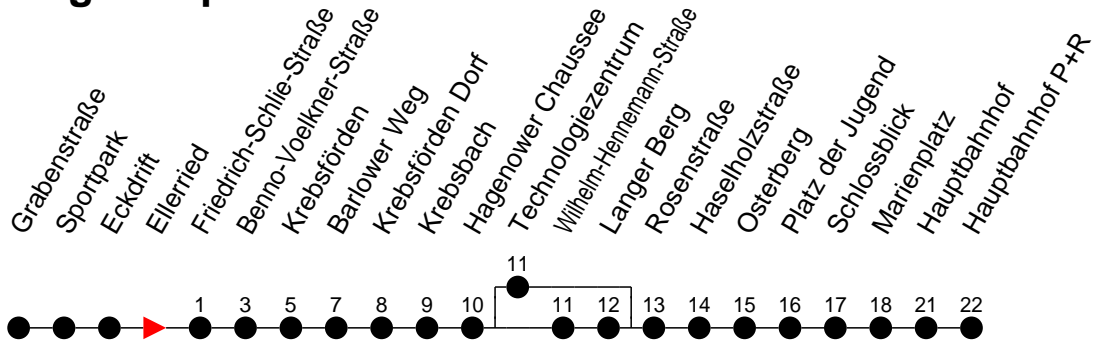 Grabenstraße
Sportpark
Eckdrift
Ellerried
Friedrich-Schlie-Straße
Benno-Voelkner-Straße
Krebsförden
Barlower Weg
Krebsförden Dorf
Krebsbach
Hagenower Chaussee
Technologiezentrum
Wilhelm-Hennemann-Straße
Langer Berg
Rosenstraße
Haselholzstraße
Osterberg
Platz der Jugend
Schlossblick
Marienplatz
Hauptbahnhof
Hauptbahnhof P+R
11
1 3 5 7 8 9 10 11 12 13 14 15 16 17 18 21 22